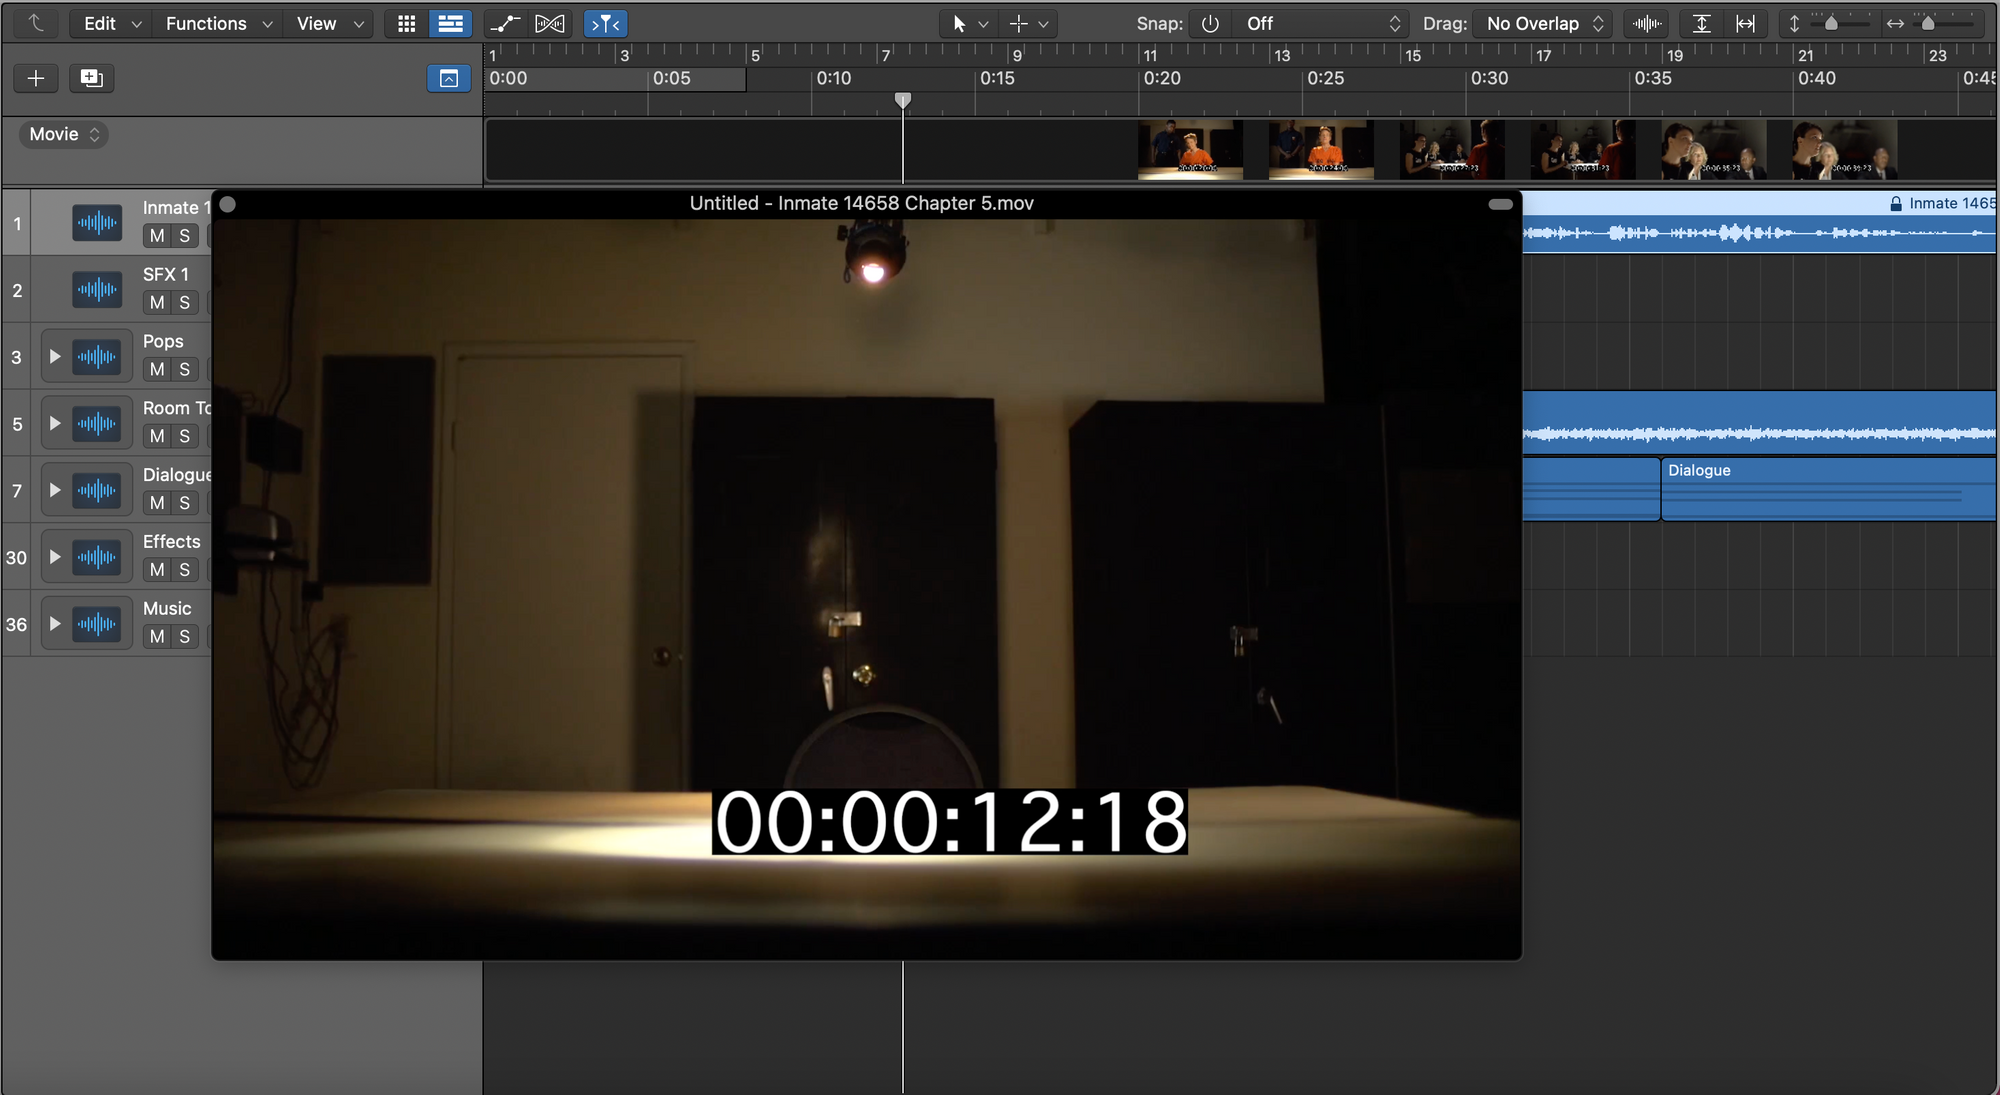 Edit Functions View Snap: Off Drag: No Overlap
1 3 5 7 9 11 13 15 17 19 21 23
0:00 0:05 0:10 0:15 0:20 0:25 0:30 0:35 0:40 0:45
Movie
Untitled - Inmate 14658 Chapter 5.mov
1 Inmate 1
M S
Inmate 1465
2 SFX 1
M S
3 Pops
M S
5 Room To
M S
7 Dialogue
M S
Dialogue
30 Effects
M S
36 Music
M S
00:00:12:18